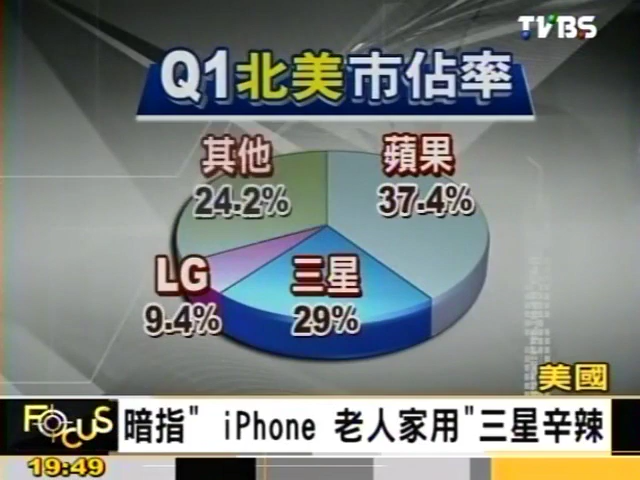 TVBS
Q1北美市佔率
其他
24.2%
蘋果
37.4%
LG
9.4%
三星
29%
美國
FOCUS
暗指" iPhone 老人家用"三星辛辣
19:49